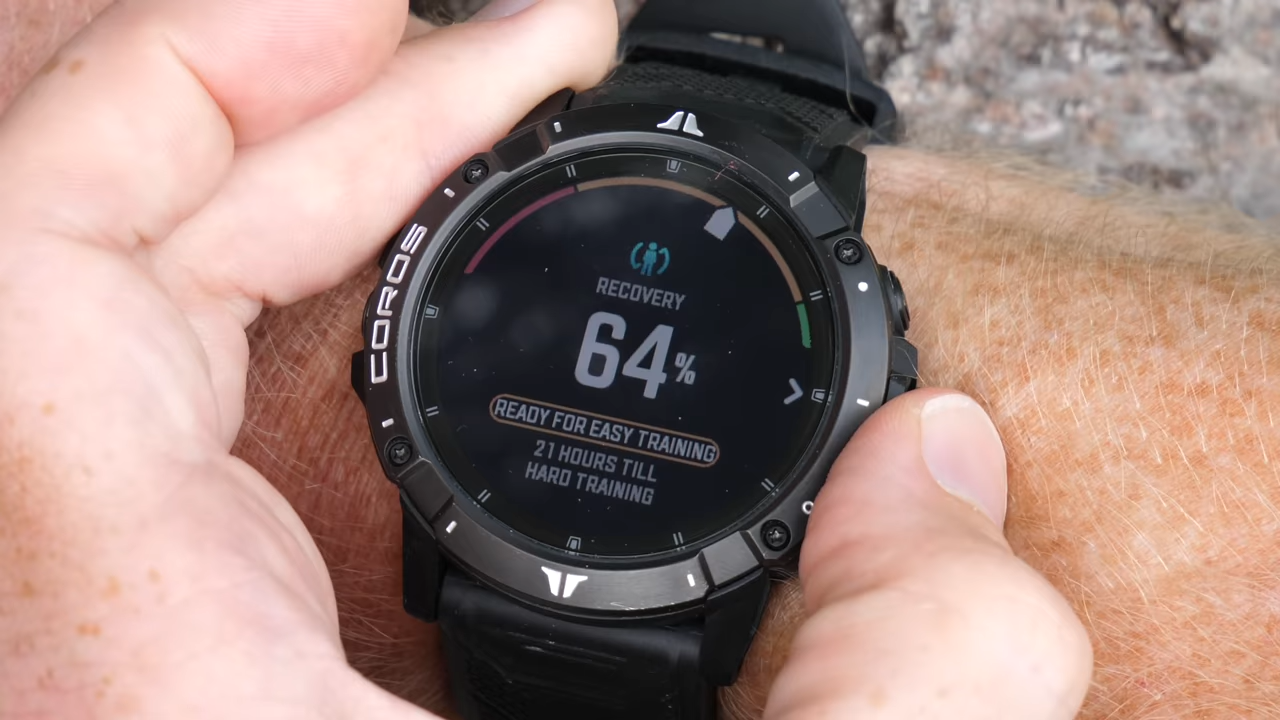 COROS
RECOVERY
64%
READY FOR EASY TRAINING
21 HOURS TILL
HARD TRAINING